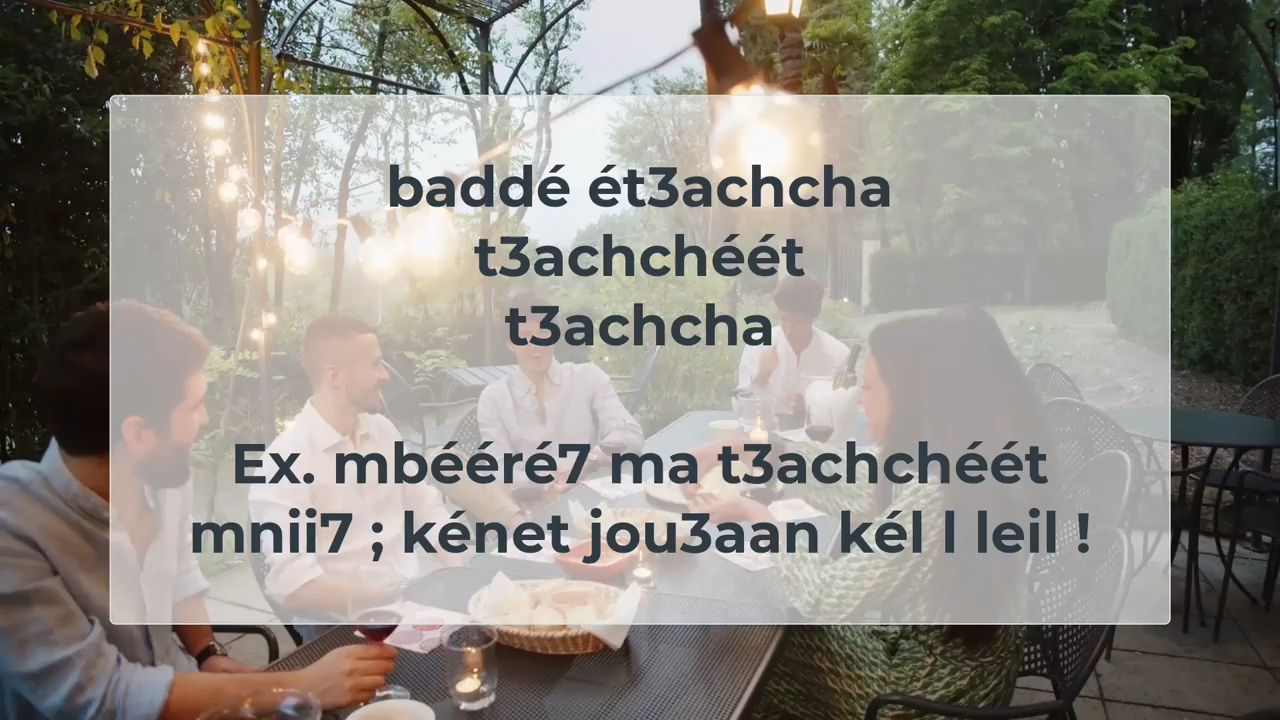 baddé ét3achcha
t3achchéét
t3achcha
Ex. mbééré7 ma t3achchéét
mnii7 ; kénet jou3aan kél l leil !